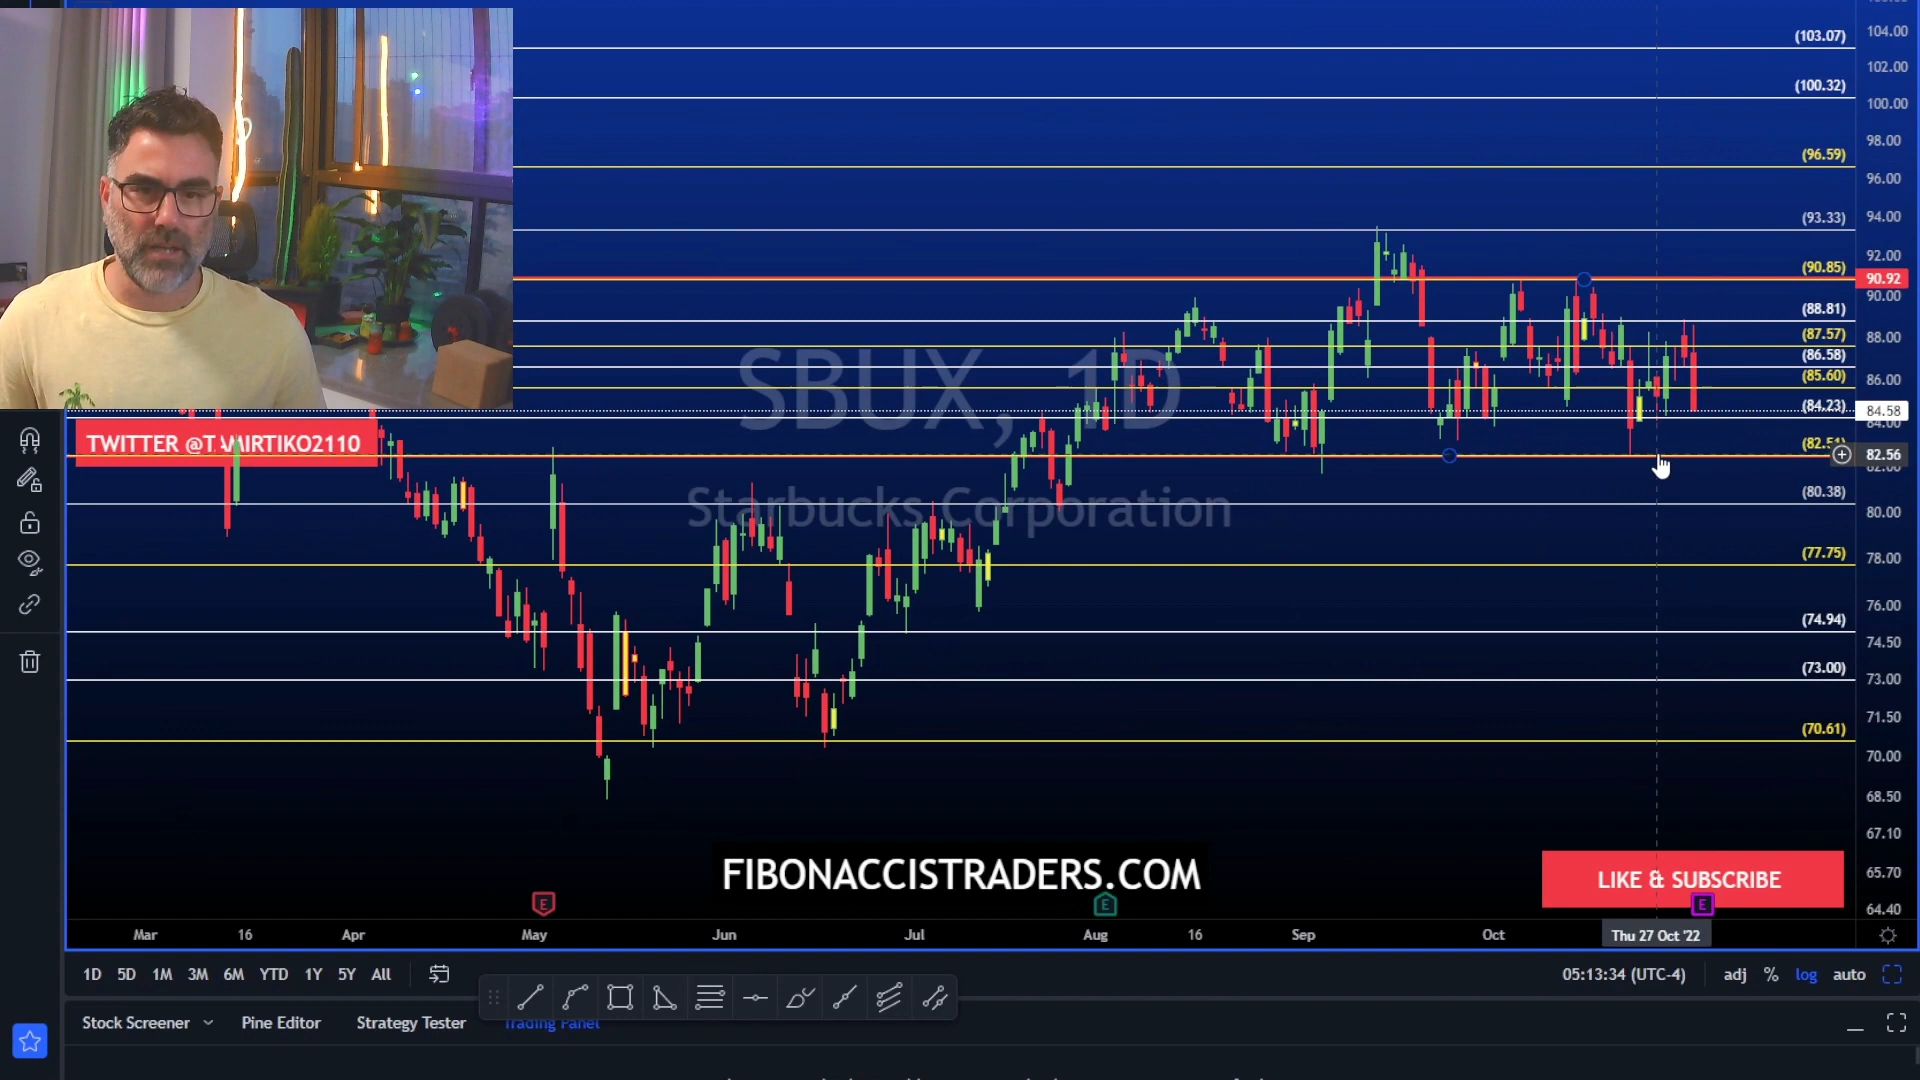 (103.07) 104.00
102.00
(100.32) 100.00
98.00
(96.59) 96.00
(93.33) 94.00
92.00
(90.85) 90.92
90.00
(88.81)
(87.57) 88.00
(86.58)
(85.60) 86.00
(84.23) 84.58
84.00
SBUX, 1D
TWITTER @T
MIRTIKO2110
82.56
82.00
(80.38)
Starbucks Corporation
80.00
(77.75) 78.00
76.00
(74.94) 74.50
(73.00) 73.00
71.50
(70.61) 70.00
68.50
67.10
FIBONACCISTRADERS.COM
LIKE & SUBSCRIBE
65.70
64.40
E E E
Mar 16 Apr May Jun Jul Aug 16 Sep Oct Thu 27 Oct '22
1D 5D 1M 3M 6M YTD 1Y 5Y All 05:13:34 (UTC-4) adj % log auto
Stock Screener Pine Editor Strategy Tester Trading Panel